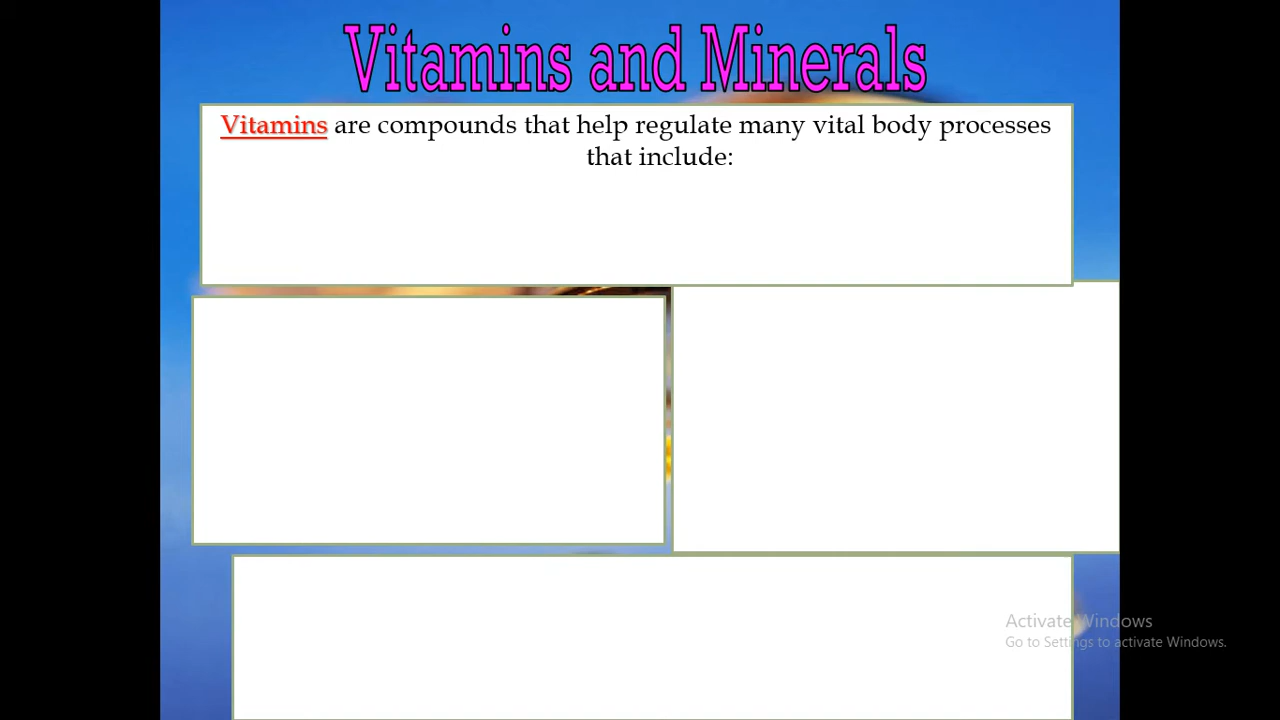 Vitamins and Minerals
Vitamins are compounds that help regulate many vital body processes
that include:
Activate Windows
Go to Settings to activate Windows.